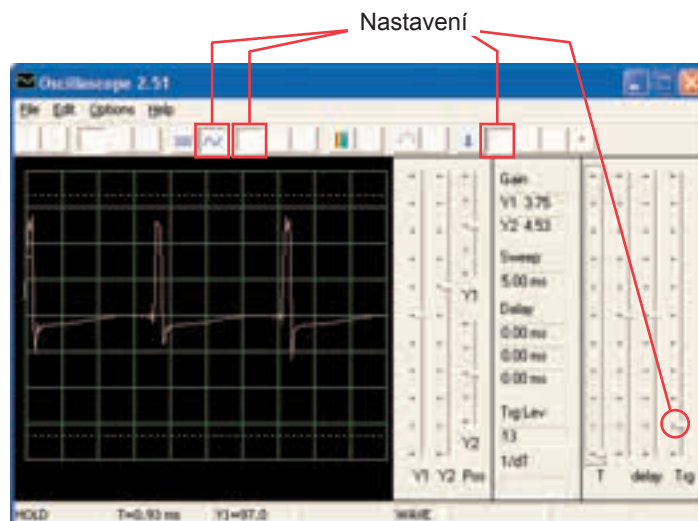 Nastavení
Oscilloscope 2.51
File Edit Options Help
Gain
Y1 3.75
Y2 4.53
Sweep
5.00 ms
Delay
0.00 ms
0.00 ms
0.00 ms
Trig Lev
13
1/dT
Y1
Y2
Y1 Y2 Pos
T delay Trig
HOLD T=0.93 ms Y1=97.0 WAVE